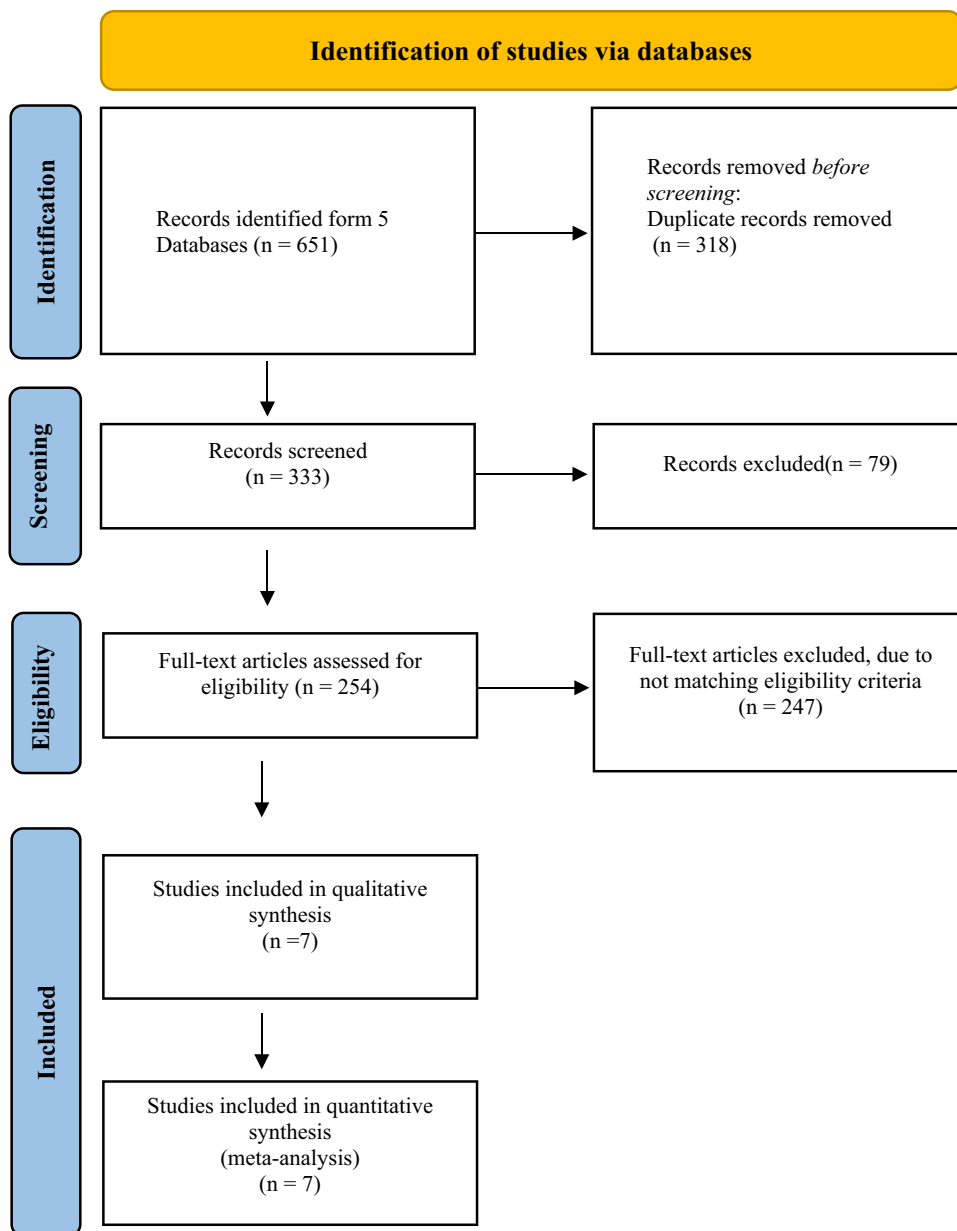 Identification of studies via databases
Identification
Records identified form 5
Databases (n = 651)
Records removed before
screening:
Duplicate records removed
(n = 318)
Screening
Records screened
(n = 333)
Records excluded(n = 79)
Eligibility
Full-text articles assessed for
eligibility (n = 254)
Full-text articles excluded, due to
not matching eligibility criteria
(n = 247)
Included
Studies included in qualitative
synthesis
(n =7)
Studies included in quantitative
synthesis
(meta-analysis)
(n = 7)